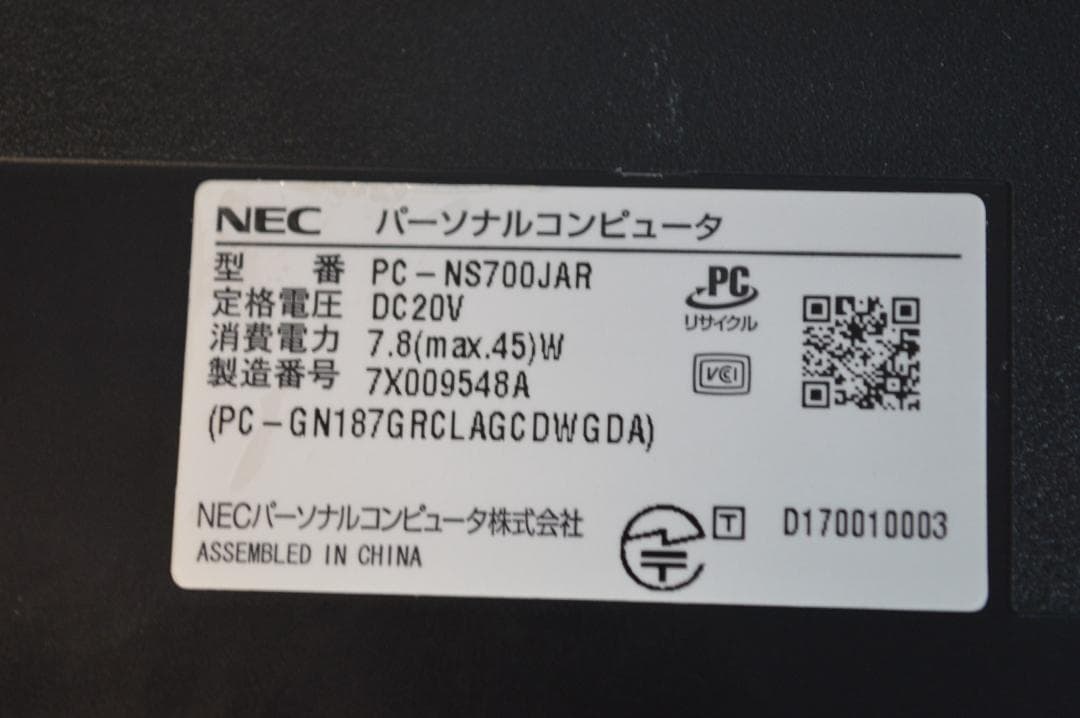 NEC パーソナルコンピュータ
型番 PC-NS700JAR
定格電圧 DC20V
消費電力 7.8(max.45)W
製造番号 7X009548A
(PC-GN187GRCLAGCDWGDA)
PC
リサイクル
VCI
NECパーソナルコンピュータ株式会社
ASSEMBLED IN CHINA
T D170010003